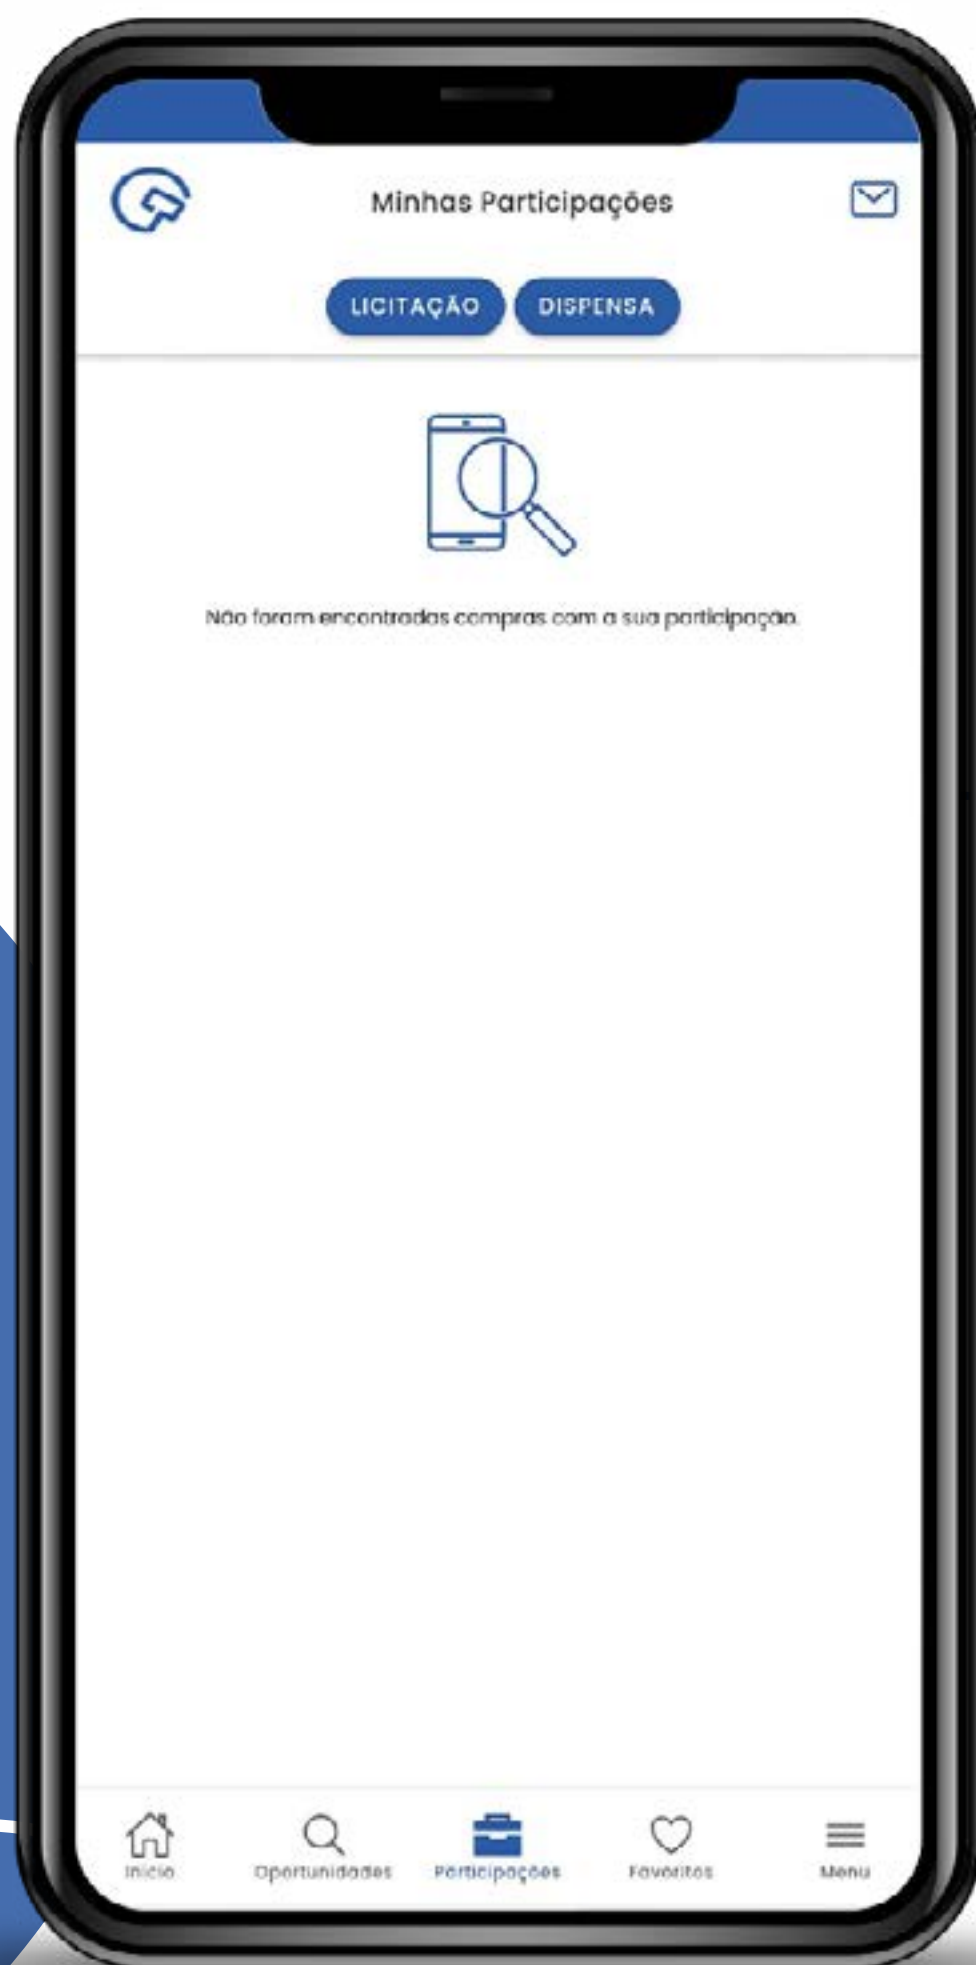 Minhas Participações
LICITAÇÃO DISPENSA
Não foram encontradas compras com a sua participação.
Início Oportunidades Participações Favoritos Menu